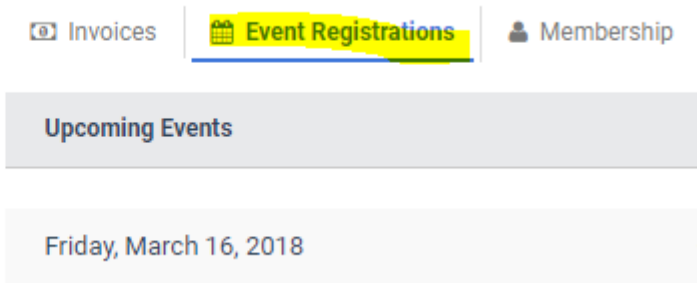 Invoices Event Registrations Membership
Upcoming Events
Friday, March 16, 2018